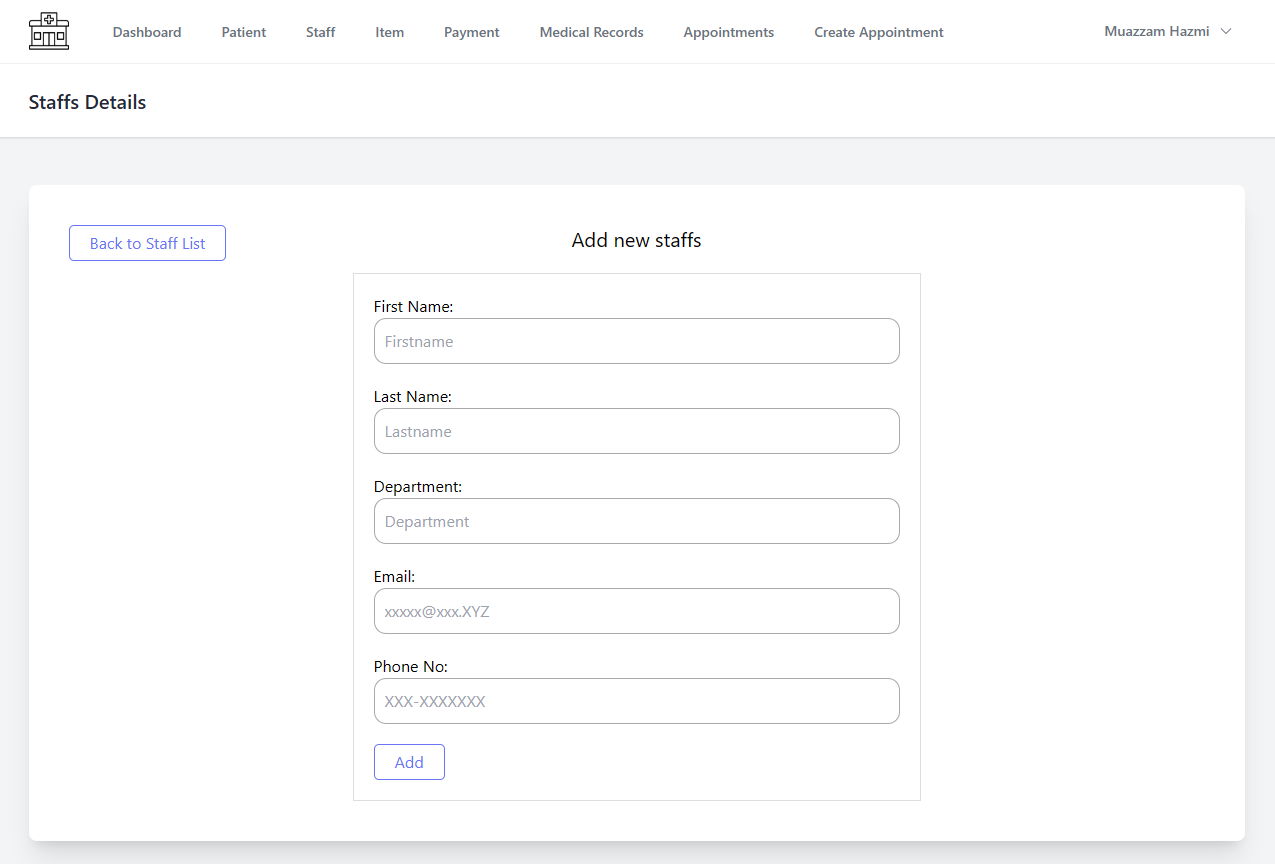 Dashboard Patient Staff Item Payment Medical Records Appointments Create Appointment Muazzam Hazmi
Staffs Details
Back to Staff List
Add new staffs
First Name:
Firstname
Last Name:
Lastname
Department:
Department
Email:
xxxxx@xxx.XYZ
Phone No:
XXX-XXXXXXX
Add